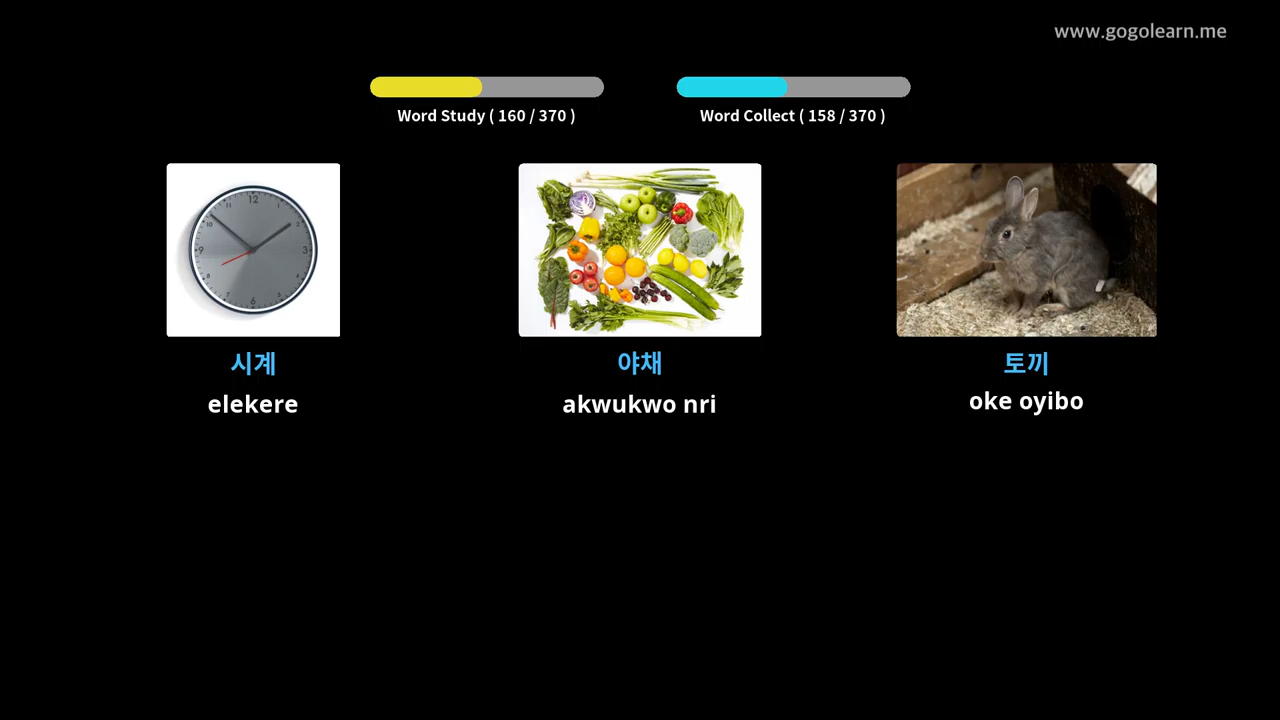 www.gogolearn.me
Word Study ( 160 / 370 )
Word Collect ( 158 / 370 )
시계
야채
토끼
elekere
akwukwo nri
oke oyibo